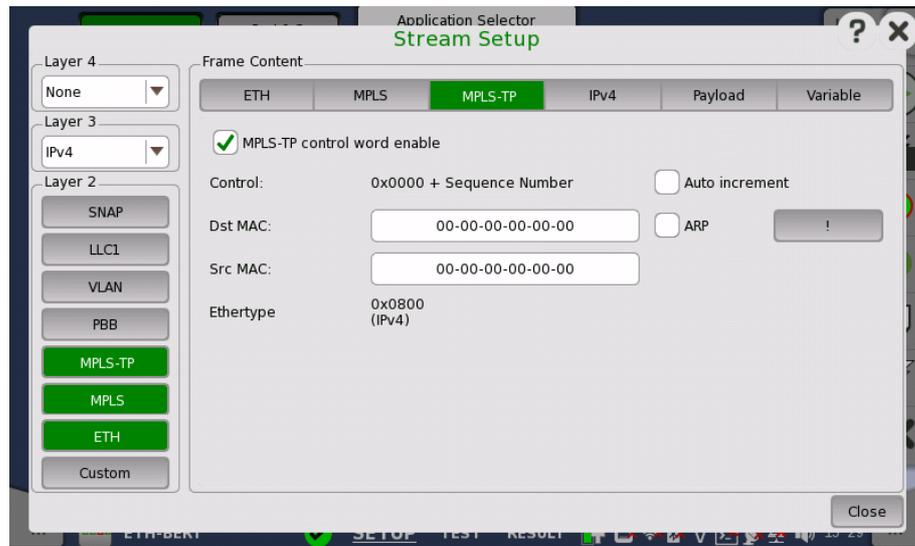 Application Selector
Stream Setup
?
Layer 4
None
Layer 3
IPv4
Layer 2
SNAP
LLC1
VLAN
PBB
MPLS-TP
MPLS
ETH
Custom
Frame Content
ETH MPLS MPLS-TP IPv4 Payload Variable
MPLS-TP control word enable
Control: 0x0000 + Sequence Number Auto increment
Dst MAC: 00-00-00-00-00-00 ARP !
Src MAC: 00-00-00-00-00-00
Ethertype 0x0800
(IPv4)
Close
ETH-BERT SETUP TEST RESULT